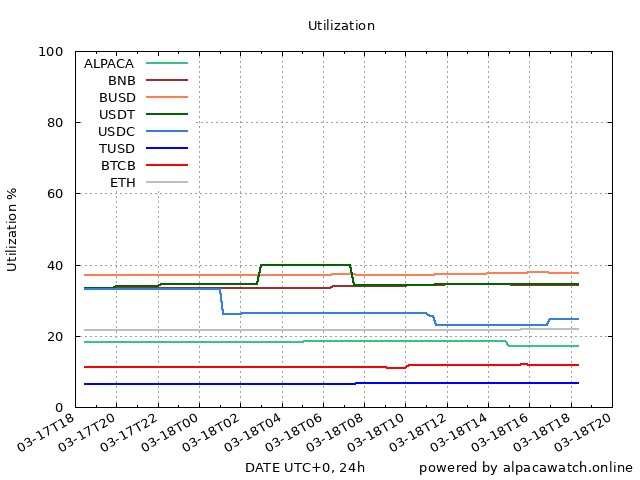 Utilization
100
80
60
40
20
0
Utilization %
ALPACA
BNB
BUSD
USDT
USDC
TUSD
BTCB
ETH
03-17T18
03-17T20
03-17T22
03-18T00
03-18T02
03-18T04
03-18T06
03-18T08
03-18T10
03-18T12
03-18T14
03-18T16
03-18T18
03-18T20
DATE UTC+0, 24h
powered by alpacawatch.online